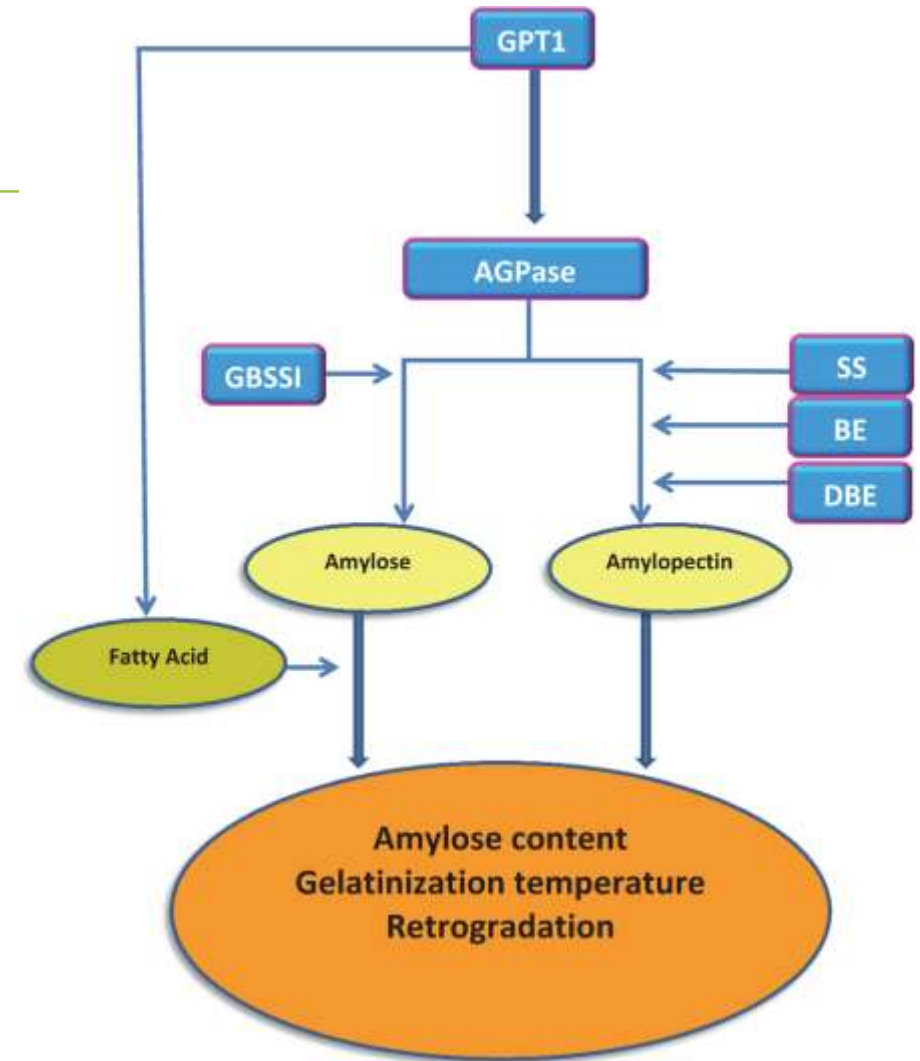 GPT1
AGPase
GBSSI
SS
BE
DBE
Amylose
Amylopectin
Fatty Acid
Amylose content
Gelatinization temperature
Retrogradation